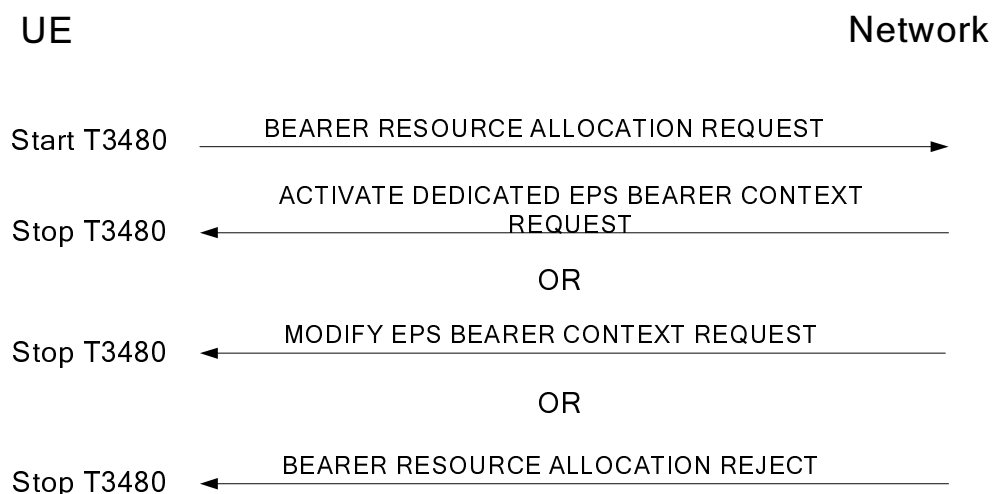 UE
Network
Start T3480
BEARER RESOURCE ALLOCATION REQUEST
ACTIVATE DEDICATED EPS BEARER CONTEXT
REQUEST
Stop T3480
OR
MODIFY EPS BEARER CONTEXT REQUEST
Stop T3480
OR
BEARER RESOURCE ALLOCATION REJECT
Stop T3480